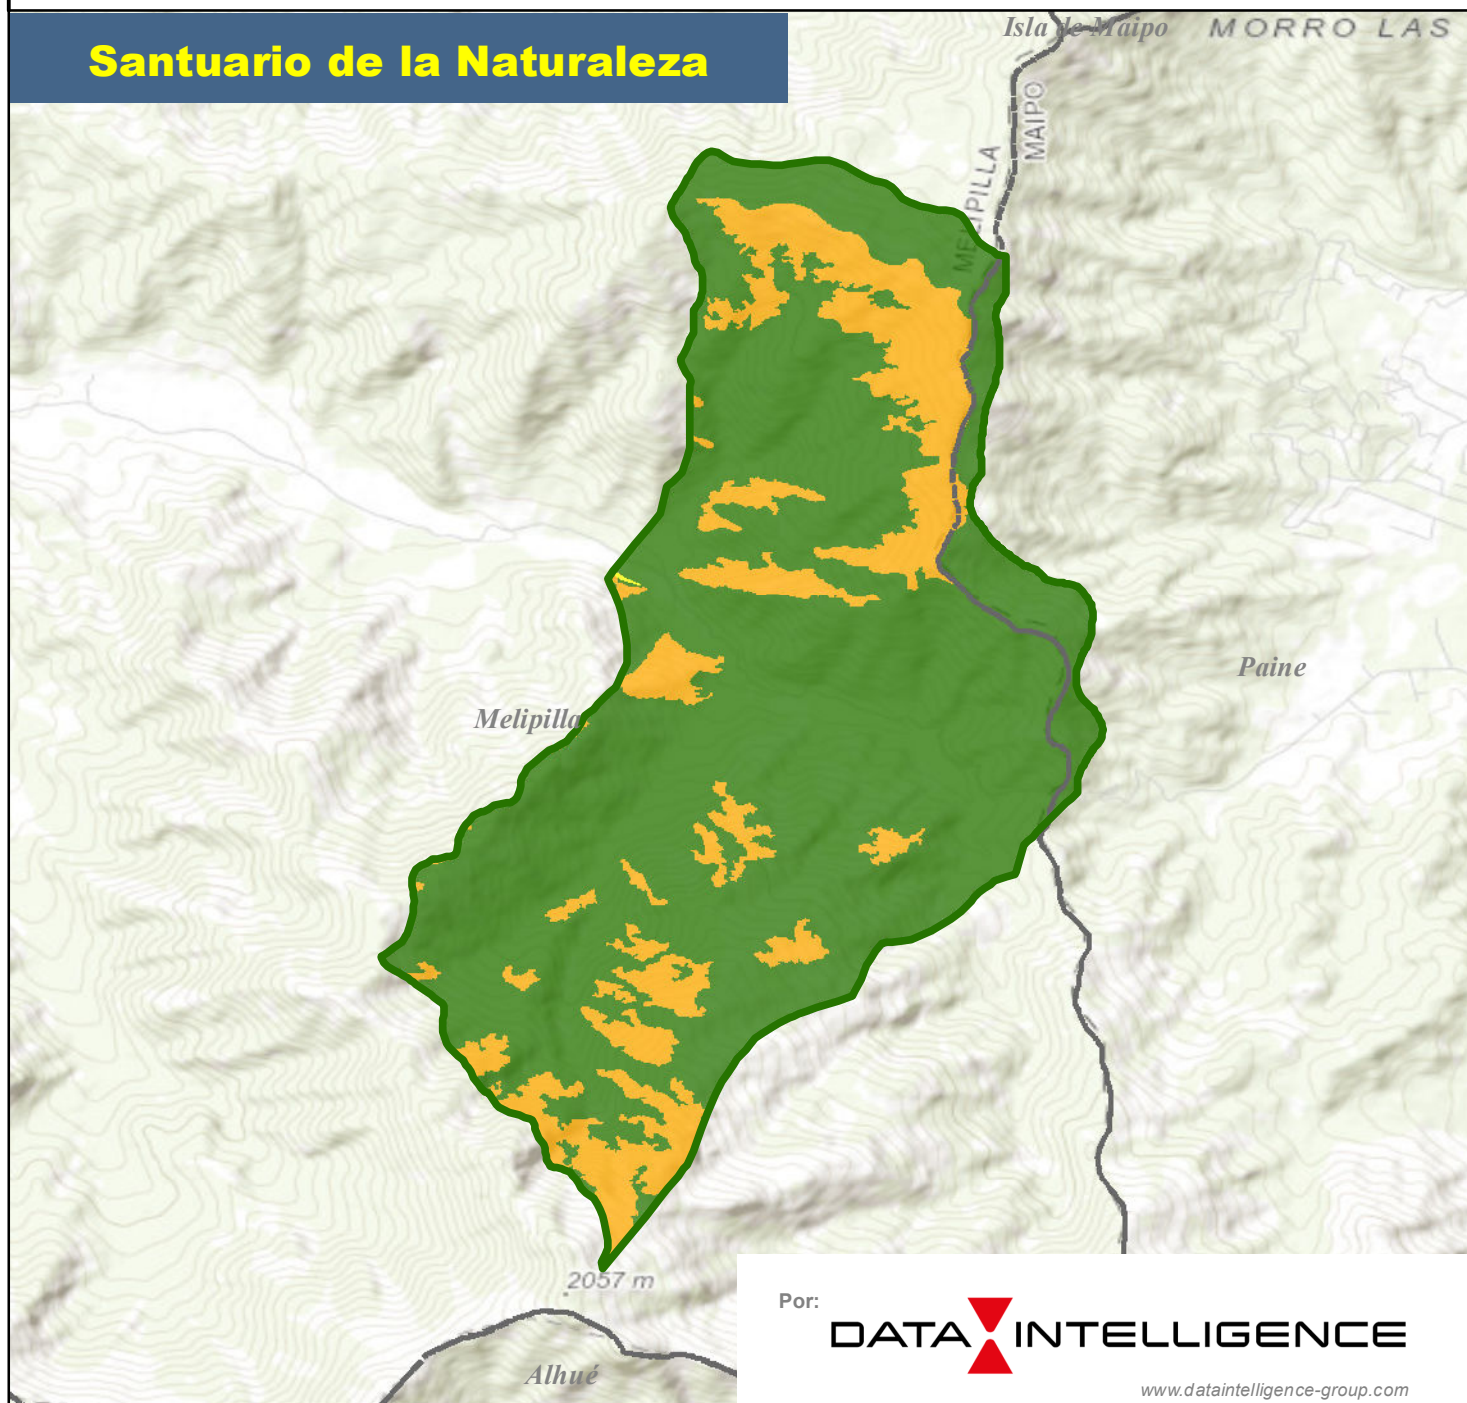 Santuario de la Naturaleza
Isla de Maipo
MORRO LAS
MAIPO
MELIPILLA
Paine
Melipilla
2057 m
Alhué
Por:
DATA INTELLIGENCE
www.dataintelligence-group.com